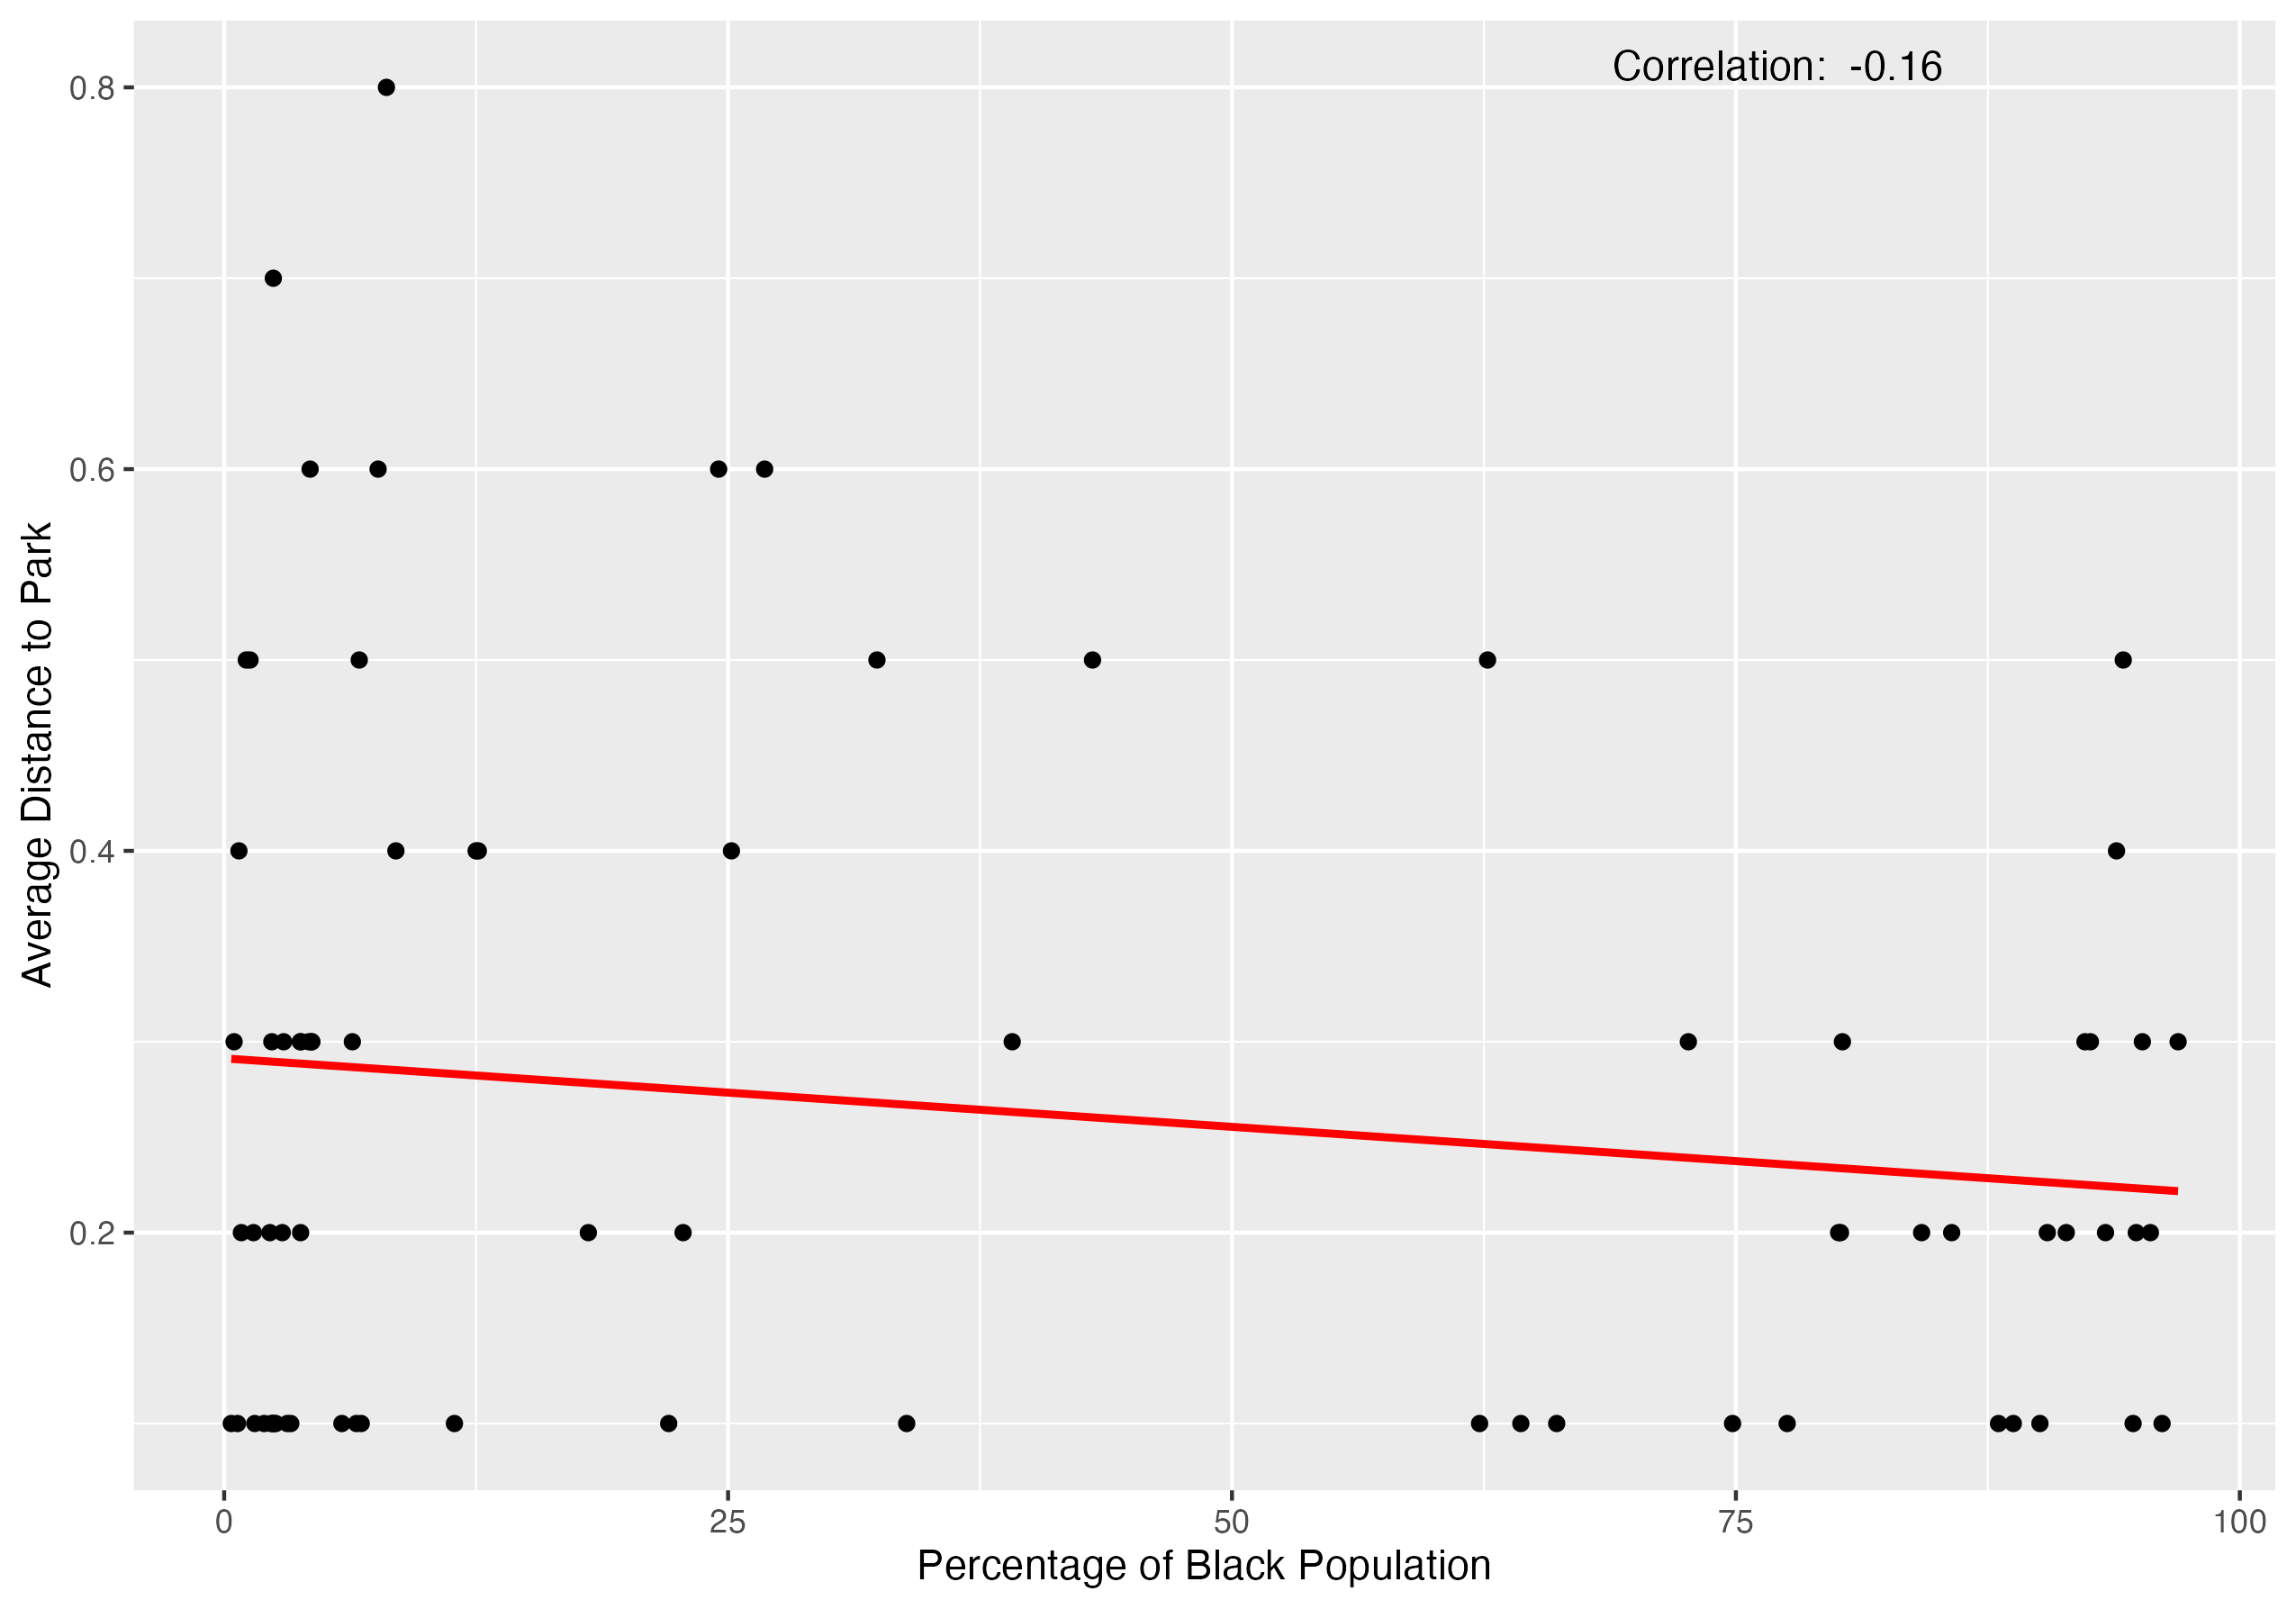 Correlation:  -0.16
0.8
0.6
0.4
0.2
Average Distance to Park
0 25 50 75 100
Percentage of Black Population